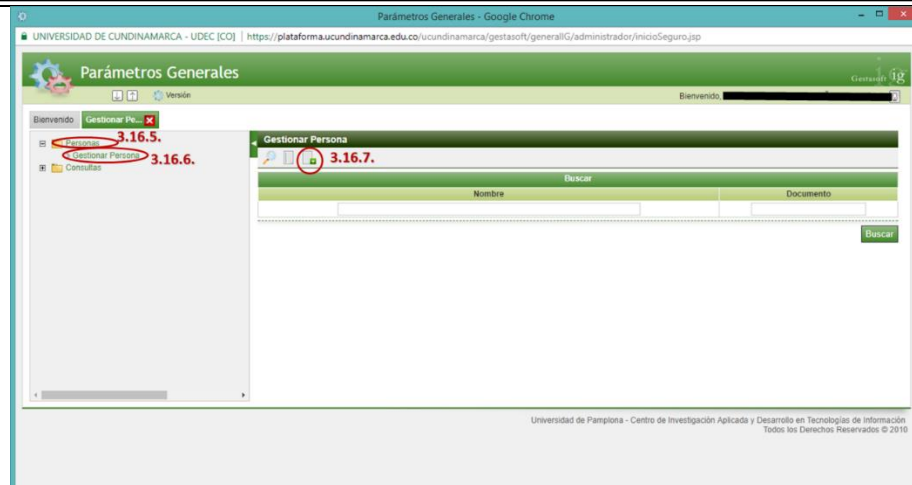 Parámetros Generales - Google Chrome
UNIVERSIDAD DE CUNDINAMARCA - UDEC [CO] | https://plataforma.ucundinamarca.edu.co/ucundinamarca/gestasoft/generalIG/administrador/inicioSeguro.jsp
Parámetros Generales
Gestasoft ig
Versión
Bienvenido,
Bienvenido Gestionar Pe...
Personas 3.16.5.
Gestionar Persona 3.16.6.
Consultas
Gestionar Persona
3.16.7.
Buscar
Nombre Documento
Buscar
Universidad de Pamplona - Centro de Investigación Aplicada y Desarrollo en Tecnologías de Información
Todos los Derechos Reservados © 2010